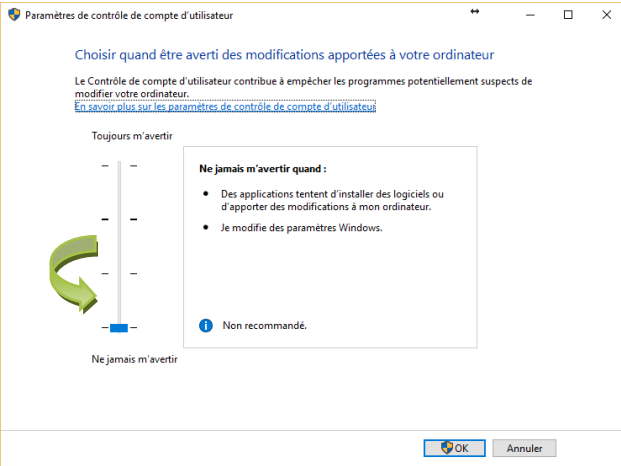 Paramètres de contrôle de compte d'utilisateur
Choisir quand être averti des modifications apportées à votre ordinateur
Le Contrôle de compte d'utilisateur contribue à empêcher les programmes potentiellement suspects de
modifier votre ordinateur.
En savoir plus sur les paramètres de contrôle de compte d'utilisateur
Toujours m'avertir
Ne jamais m'avertir quand :
• Des applications tentent d'installer des logiciels ou
d'apporter des modifications à mon ordinateur.
• Je modifie des paramètres Windows.
Non recommandé.
Ne jamais m'avertir
OK
Annuler